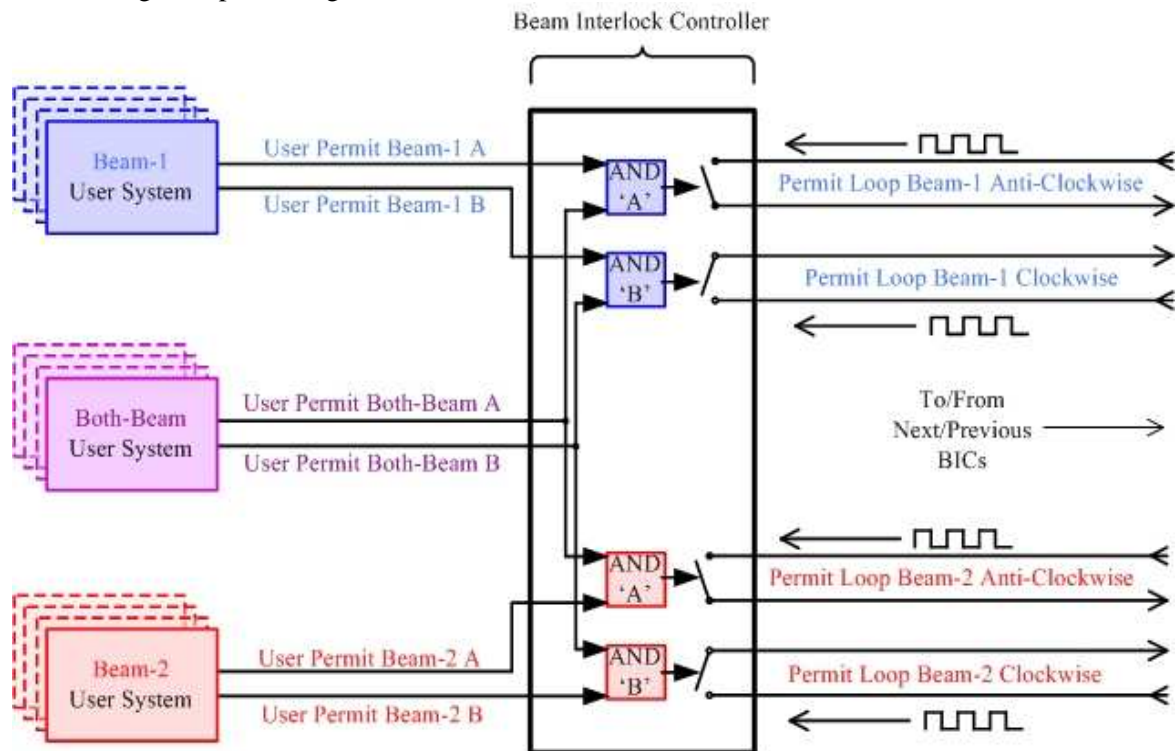 Beam Interlock Controller
Beam-1
User System
User Permit Beam-1 A
User Permit Beam-1 B
AND
'A'
AND
'B'
Permit Loop Beam-1 Anti-Clockwise
Permit Loop Beam-1 Clockwise
Both-Beam
User System
User Permit Both-Beam A
User Permit Both-Beam B
To/From
Next/Previous
BICs
Beam-2
User System
User Permit Beam-2 A
User Permit Beam-2 B
AND
'A'
AND
'B'
Permit Loop Beam-2 Anti-Clockwise
Permit Loop Beam-2 Clockwise